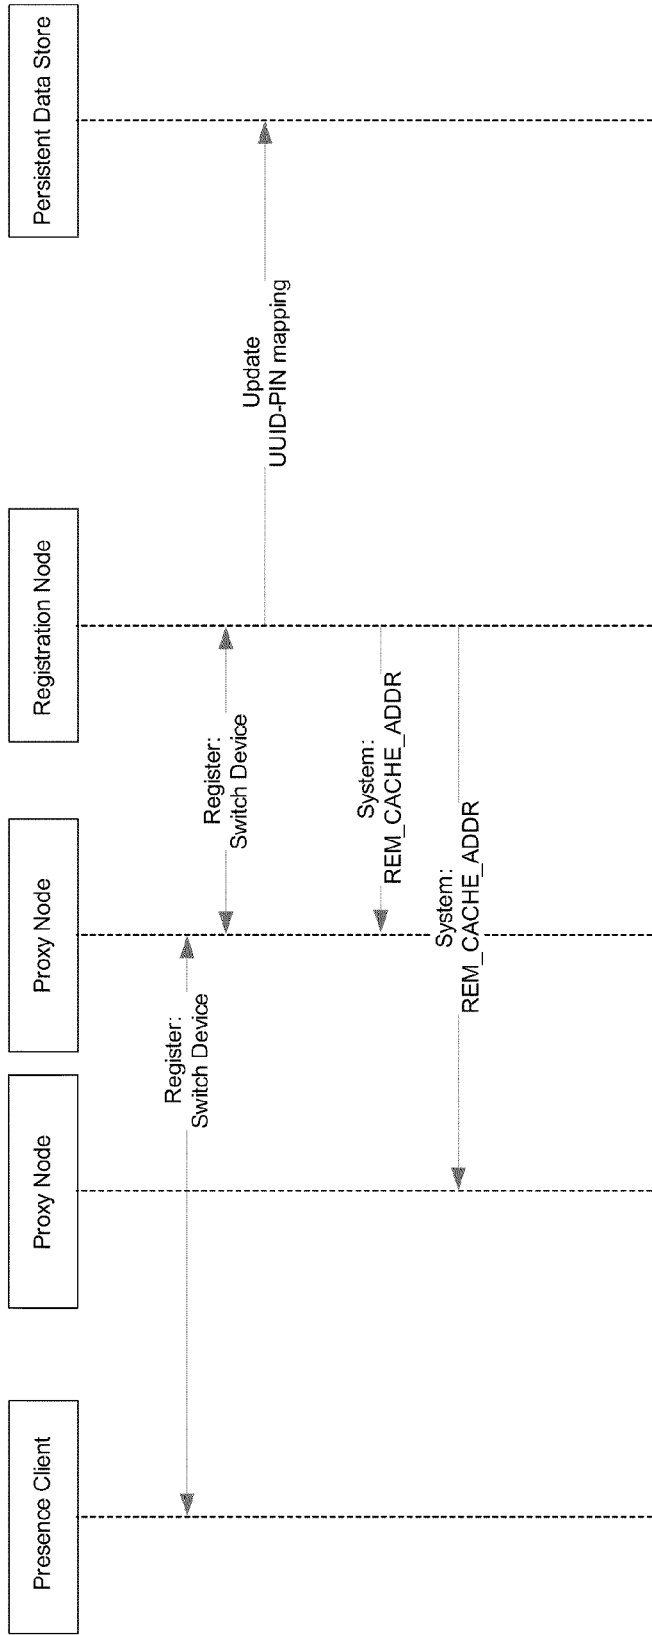 Presence Client
Proxy Node
Proxy Node
Registration Node
Persistent Data Store
Register:
Switch Device
Register:
Switch Device
Update
UUID-PIN mapping
System:
REM_CACHE_ADDR
System:
REM_CACHE_ADDR